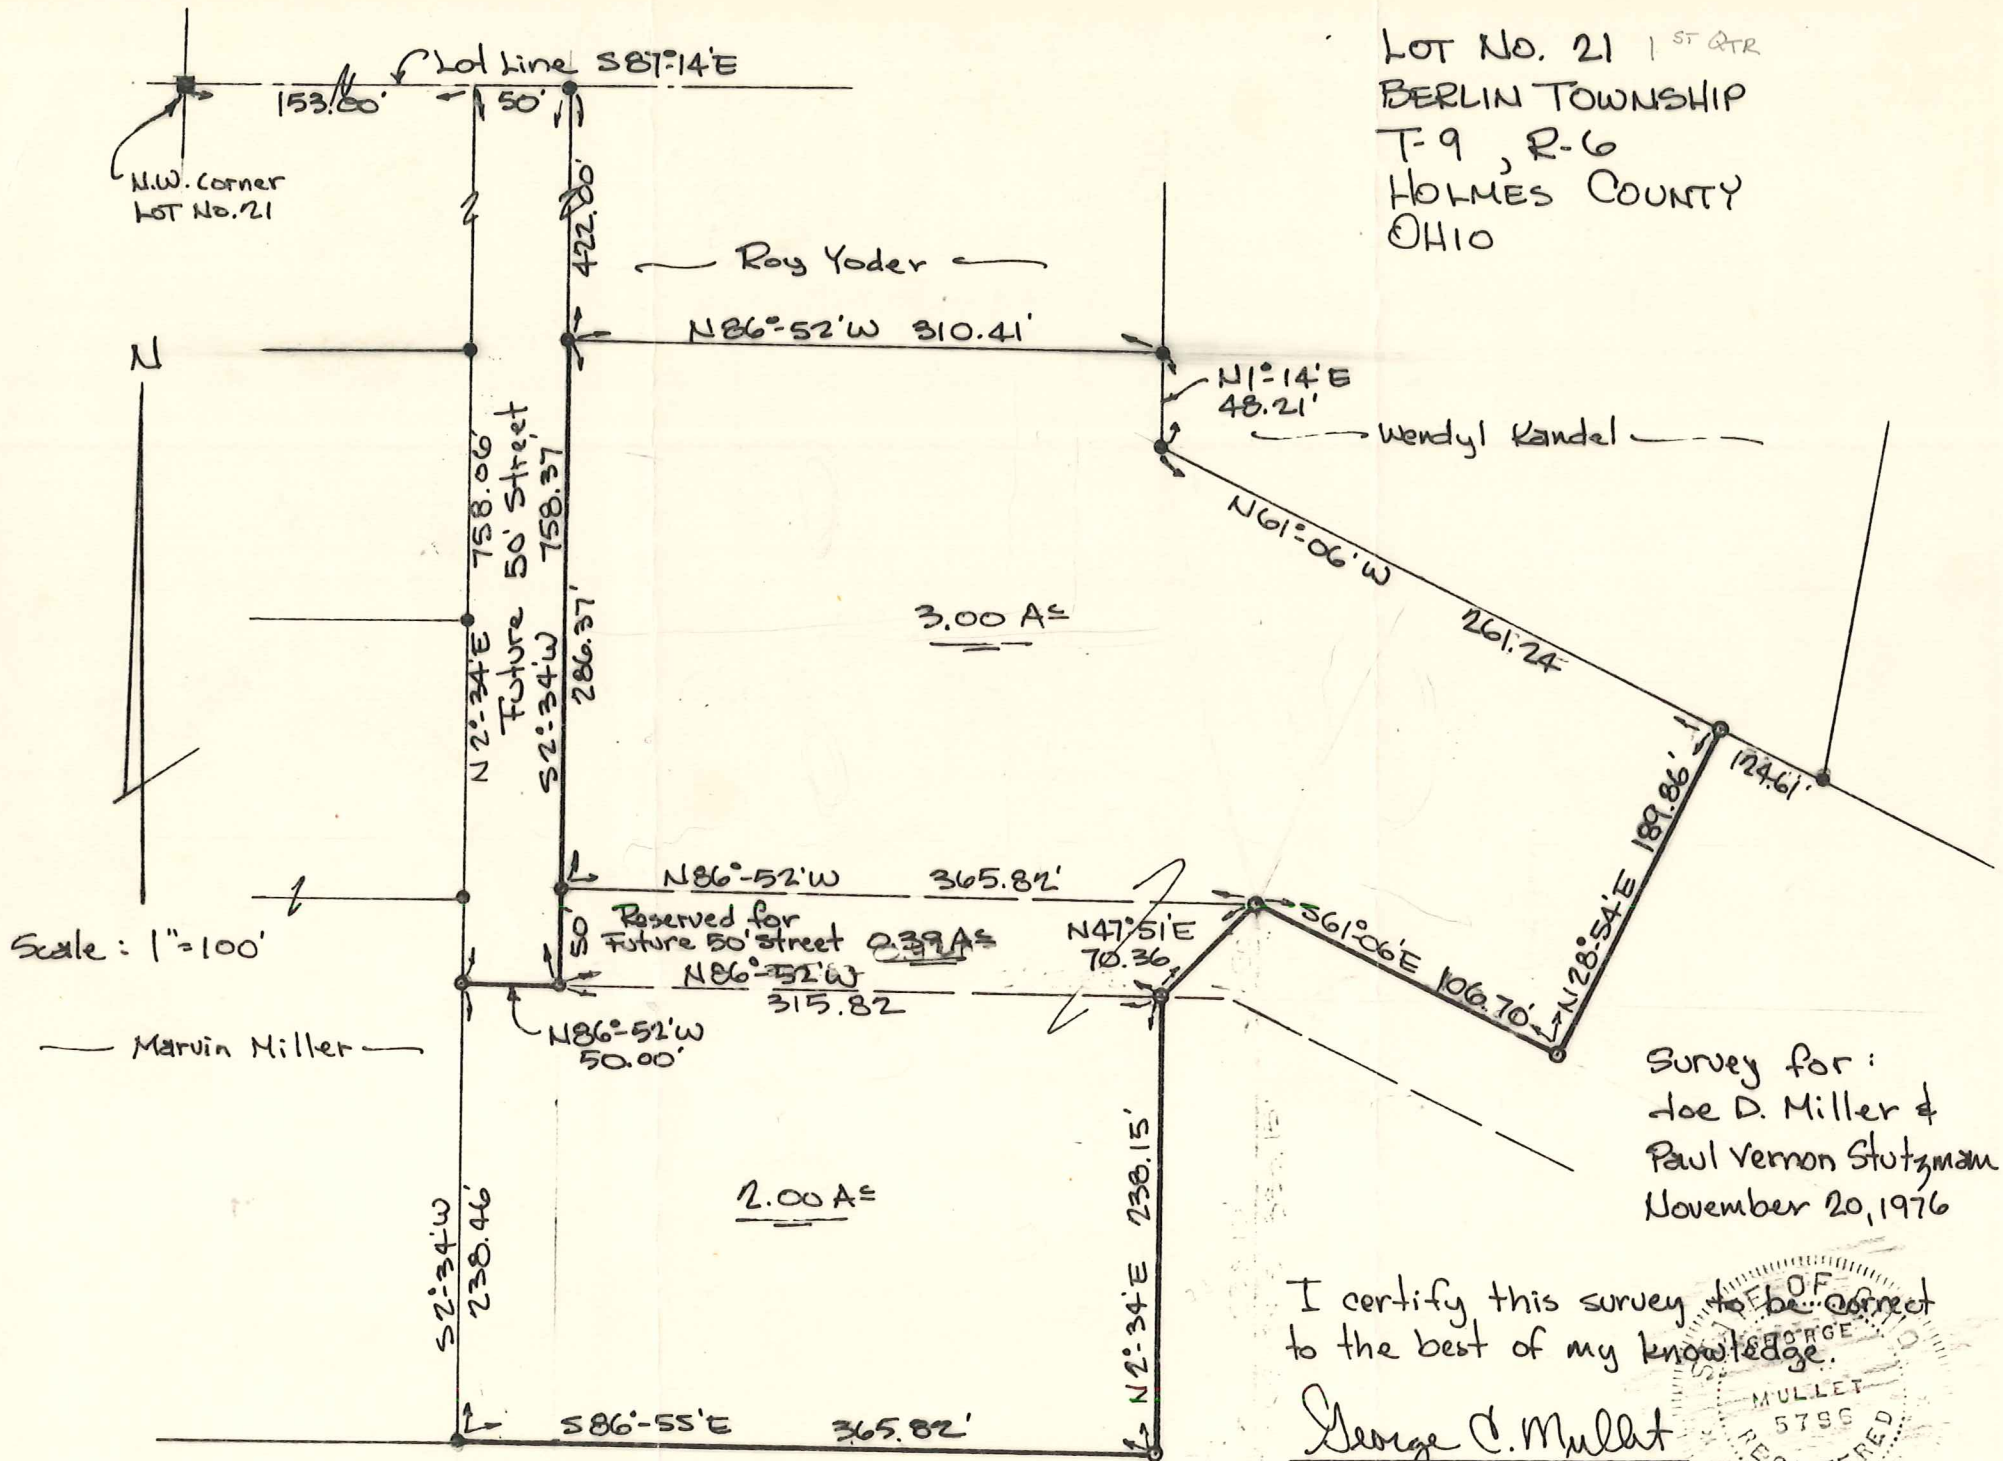 Lot Line S87°-14'E
153.00'
50'
N.W. Corner
LOT No. 21
LOT No. 21 1ST QTR
BERLIN TOWNSHIP
T-9, R-6
HOLMES COUNTY
OHIO
422.00'
Roy Yoder
N86°-52'W 310.41'
N1°-14'E
48.21'
Wendyl Kandel
N
N61°-06'W 261.24
124.61'
N2°-34'E 758.06'
Future 50' Street
S2°-34'W 758.37'
286.37'
3.00 Ac
N28°-54'E 189.86'
N86°-52'W 365.82'
Reserved for
Future 50' Street 0.39 Ac
50'
N86°-52'W
315.82
N47°51'E
70.36
S61°-06'E 106.70'
Scale: 1"=100'
Marvin Miller
N86°-52'W
50.00'
Survey for:
Joe D. Miller &
Paul Vernon Stutzman
November 20, 1976
2.00 Ac
S2°-34'W
238.46'
N2°-34'E 238.15'
S86°-55'E 365.82'
I certify this survey to be correct
to the best of my knowledge.
George C. Mullet
STATE OF OHIO
GEORGE
MULLET
5796
REGISTERED